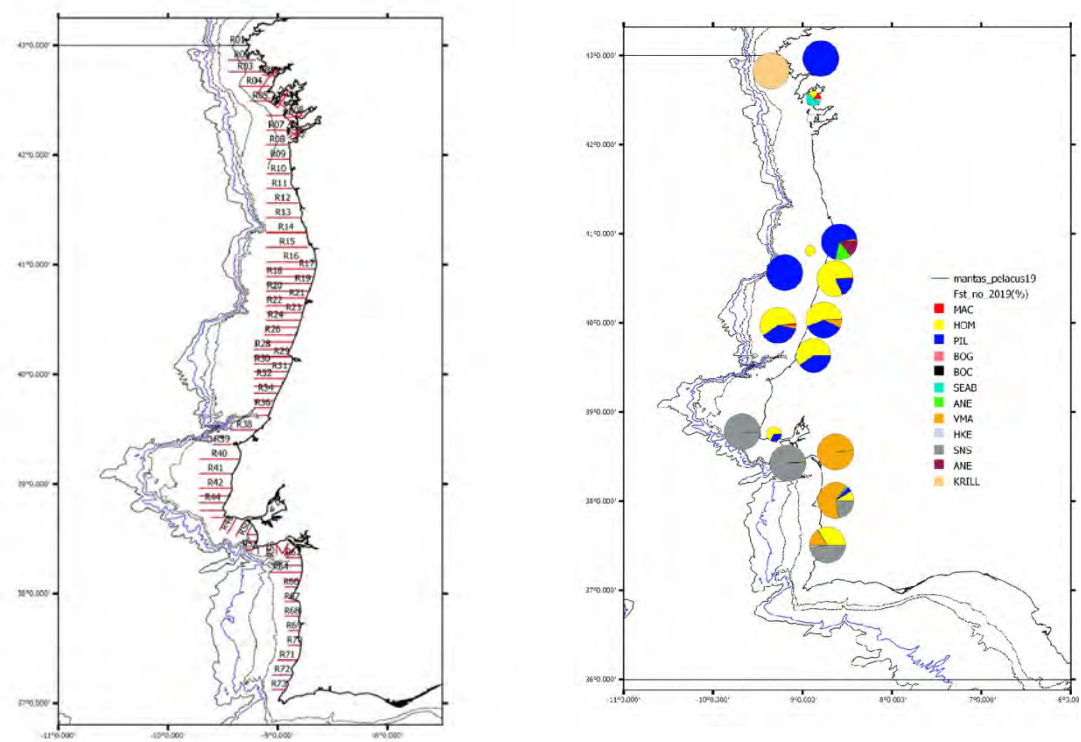 43°0.000'
42°0.000'
41°0.000'
40°0.000'
39°0.000'
38°0.000'
37°0.000'
-11°0.000'
-10°0.000'
-9°0.000'
-8°0.000'
R01
R03
R04
R07
R08
R09
R10
R11
R12
R13
R14
R15
R16
R17
R18
R19
R20
R21
R22
R23
R24
R26
R28
R29
R30
R31
R32
R34
R36
R38
R39
R40
R41
R42
R44
R64
R66
R67
R68
R71
R72
R73
43°0.000'
42°0.000'
41°0.000'
40°0.000'
39°0.000'
38°0.000'
37°0.000'
36°0.000'
-11°0.000'
-10°0.000'
-9°0.000'
-8°0.000'
-7°0.000'
mantas_pelacus19
Fst_no_2019(%)
MAC
HOM
PIL
BOG
BOC
SEAB
ANE
VMA
HKE
SNS
ANE
KRILL